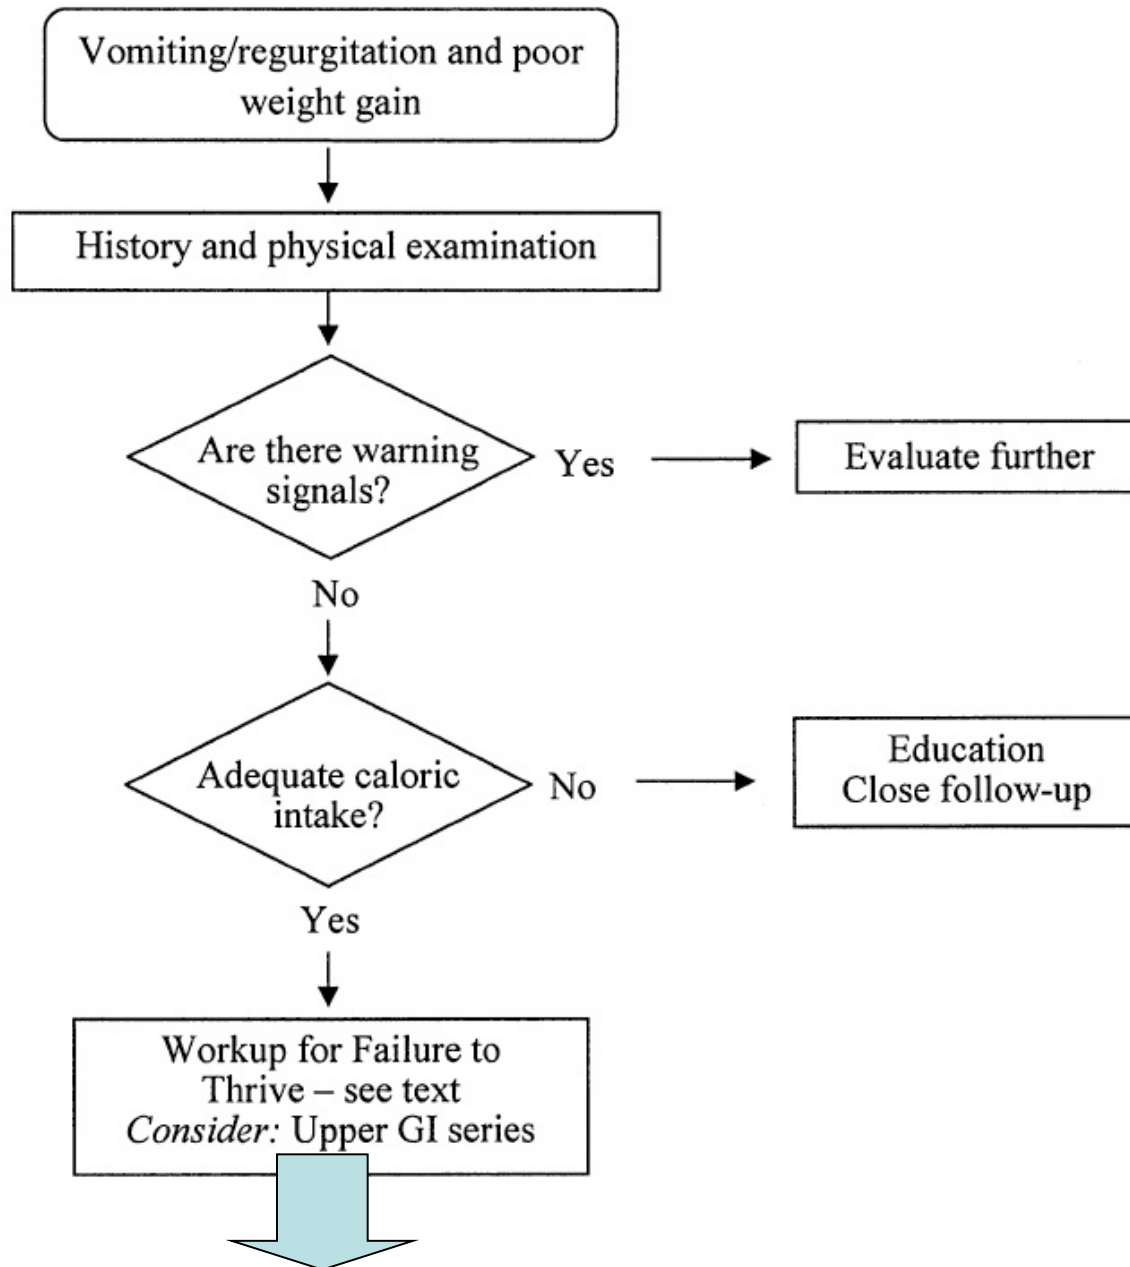 Vomiting/regurgitation and poor
weight gain
History and physical examination
Are there warning
signals?
Yes
Evaluate further
No
Adequate caloric
intake?
No
Education
Close follow-up
Yes
Workup for Failure to
Thrive – see text
Consider: Upper GI series